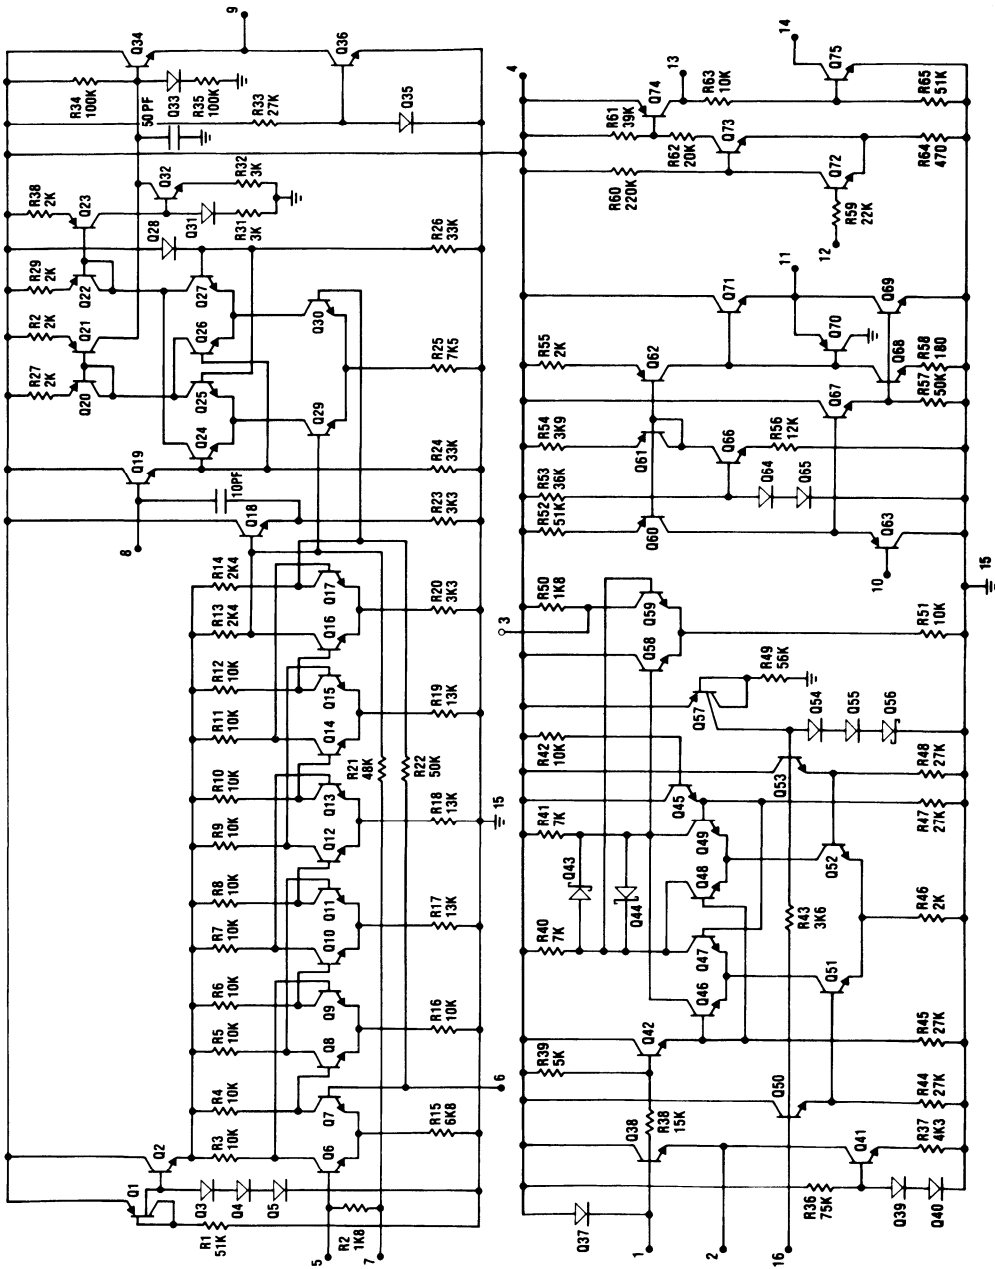 9
Q34
Q36
R34
100K
50 PF
Q33
R35
100K
R33
27K
Q35
R38
2K
Q23
Q32
R32
3K
Q28
Q31
R31
3K
R26
33K
R29
2K
Q22
Q27
R2
2K
Q21
Q26
Q30
R25
7K5
R27
2K
Q20
Q25
Q24
Q29
Q19
R24
33K
10PF
8
Q18
R23
3K3
R14
2K4
R13
2K4
Q17
Q16
R20
3K3
R12
10K
R11
10K
Q15
Q14
R19
13K
R21
48K
R22
50K
R10
10K
R9
10K
Q13
Q12
R18
13K
15
R8
10K
R7
10K
Q11
Q10
R17
13K
R6
10K
R5
10K
Q9
Q8
R16
10K
R4
10K
R3
10K
Q7
Q6
R15
6K8
6
Q2
Q1
Q3
Q4
Q5
R1
51K
R2
1K8
5
7
4
14
13
Q75
R63
10K
R65
51K
Q74
R61
39K
R62
20K
Q73
R60
220K
Q72
R64
470
R59
22K
12
11
Q71
Q69
Q70
R55
2K
Q62
Q68
R58
180
R57
50K
Q67
R54
3K9
Q61
Q66
R56
12K
R53
36K
Q64
Q65
R52
51K
Q60
Q63
10
15
R50
1K8
3
Q59
Q58
R51
10K
R49
56K
Q57
Q54
Q55
Q56
R42
10K
Q53
R48
27K
R41
7K
Q45
R47
27K
Q43
Q49
Q44
Q48
Q52
R40
7K
R43
3K6
R46
2K
Q47
Q46
Q51
Q42
R39
5K
R45
27K
Q50
R44
27K
R38
15K
Q38
Q41
R37
4K3
R36
75K
Q39
Q40
Q37
1
2
16